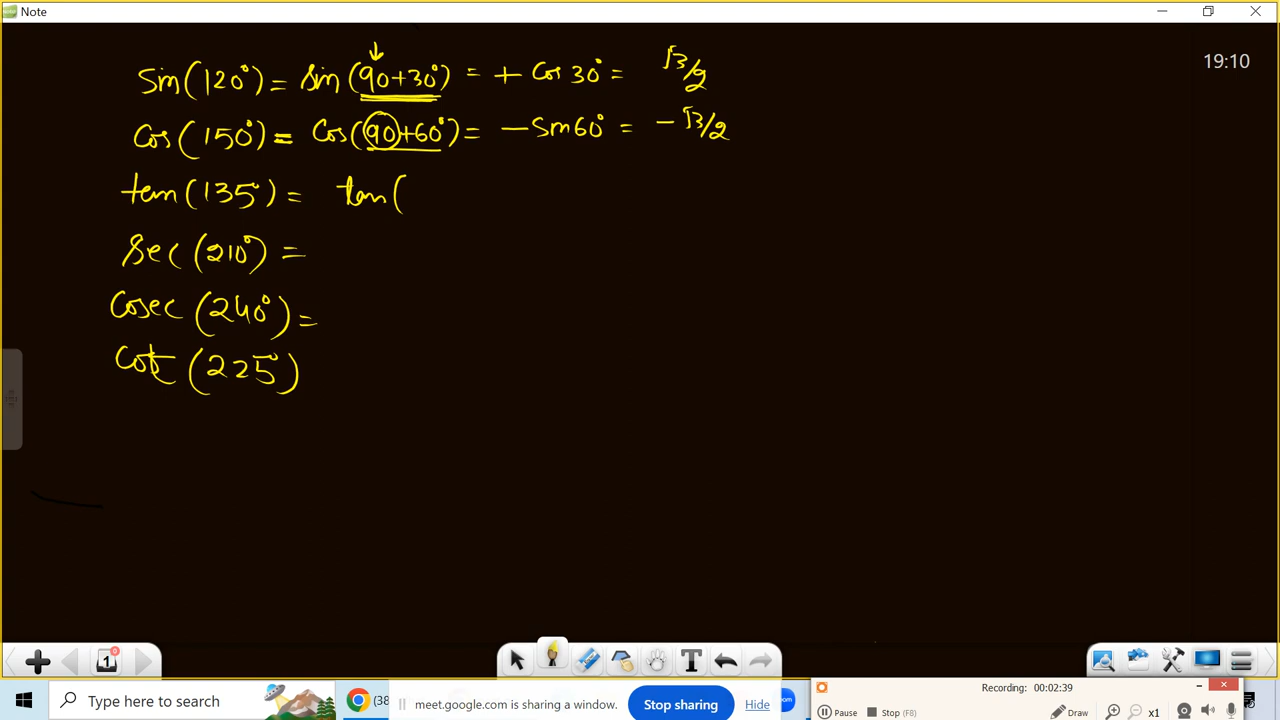 Note
19:10
Sin(120°) = Sin(90+30°) = + Cos 30° = √3/2
Cos(150°) = Cos(90+60°) = – Sin60° = – √3/2
tan(135°) = tan(
Sec(210°) =
Cosec(240°) =
Cot(225°)
1
T
Type here to search
(38
meet.google.com is sharing a window.
Stop sharing
Hide
Recording: 00:02:39
Pause
Stop (F8)
Draw
x1